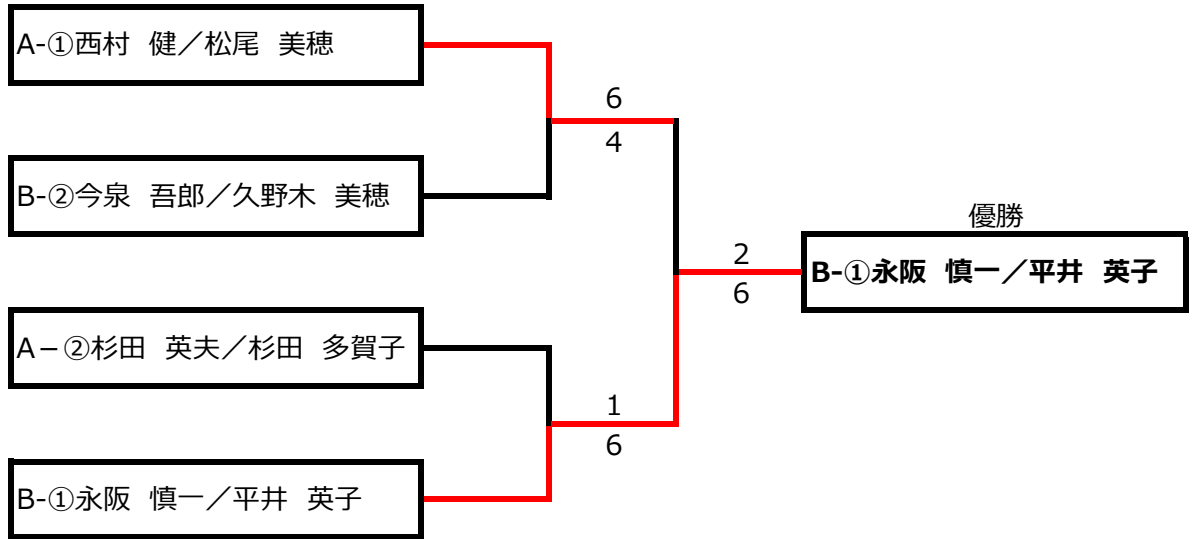 A-①西村　健／松尾　美穂
6
4
B-②今泉　吾郎／久野木　美穂
優勝
2
B-①永阪　慎一／平井　英子
6
A－②杉田　英夫／杉田　多賀子
1
6
B-①永阪　慎一／平井　英子